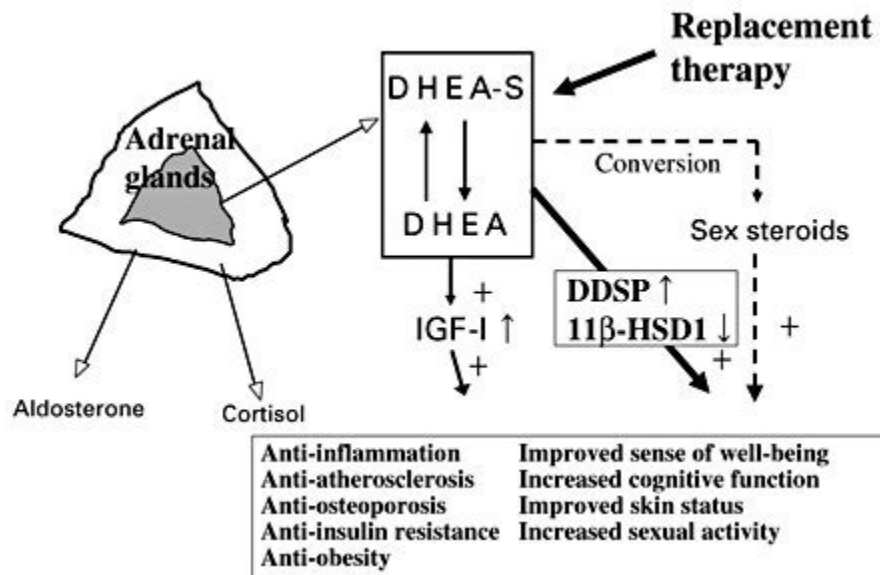 Replacement
therapy
Adrenal
glands
DHEA-S
DHEA
Conversion
Sex steroids
+
IGF-I ↑
+
DDSP ↑
11β-HSD1 ↓
+
+
Aldosterone
Cortisol
Anti-inflammation
Anti-atherosclerosis
Anti-osteoporosis
Anti-insulin resistance
Anti-obesity
Improved sense of well-being
Increased cognitive function
Improved skin status
Increased sexual activity